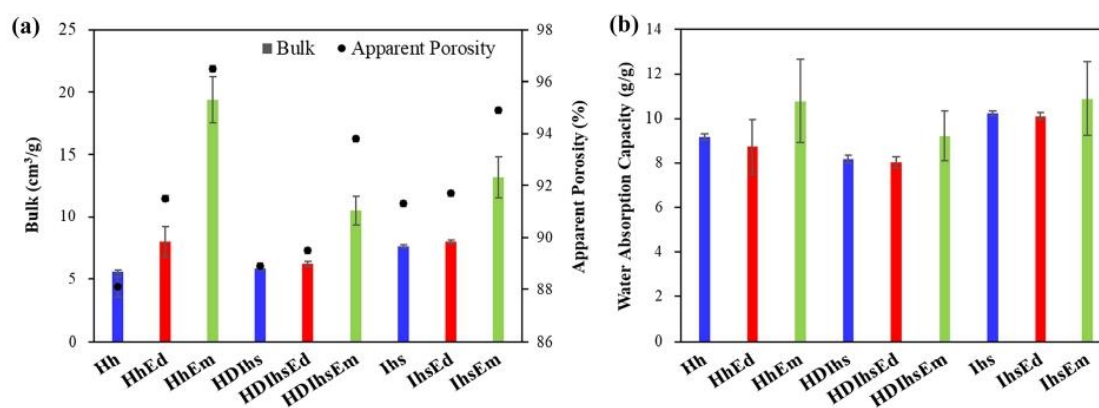 (a)
Bulk (cm³/g)
25
20
15
10
5
0
Bulk
Apparent Porosity
98
96
94
92
90
88
86
Apparent Porosity (%)
Hh
HhEd
HhEm
HDIhs
HDIhsEd
HDIhsEm
Ihs
IhsEd
IhsEm
(b)
Water Absorption Capacity (g/g)
14
12
10
8
6
4
2
0
Hh
HhEd
HhEm
HDIhs
HDIhsEd
HDIhsEm
Ihs
IhsEd
IhsEm